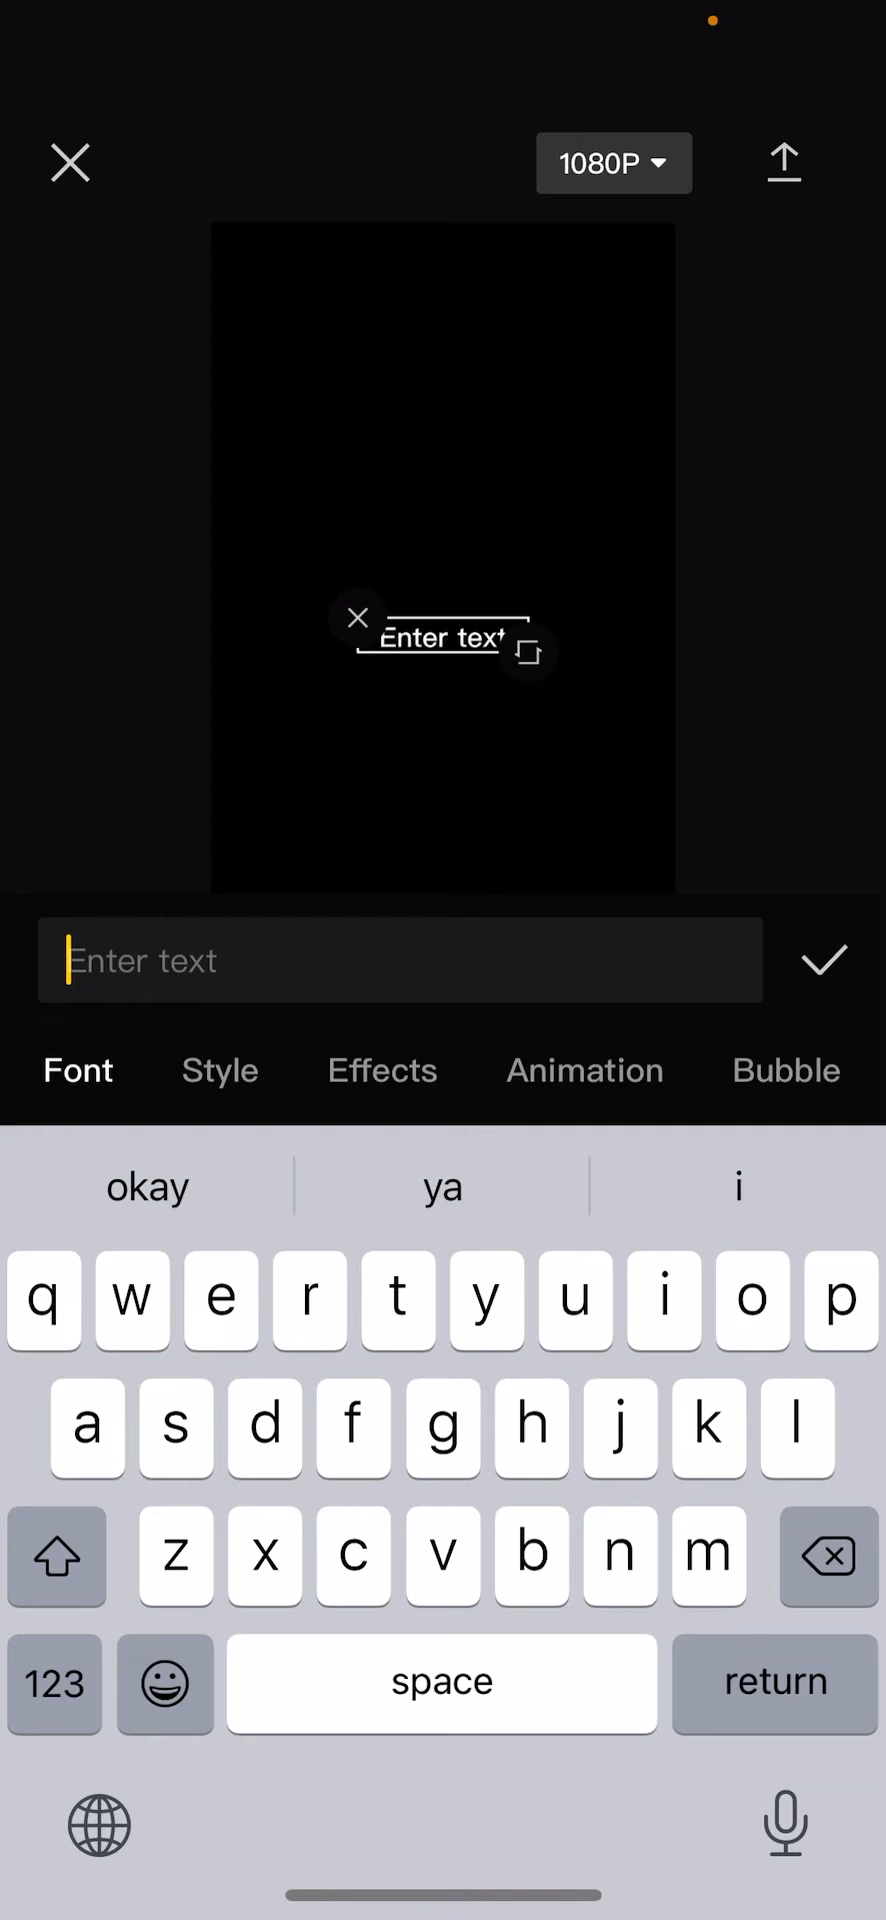 1080P
Enter text
Enter text
Font Style Effects Animation Bubble
okay ya i
q w e r t y u i o p
a s d f g h j k l
z x c v b n m
123 space return